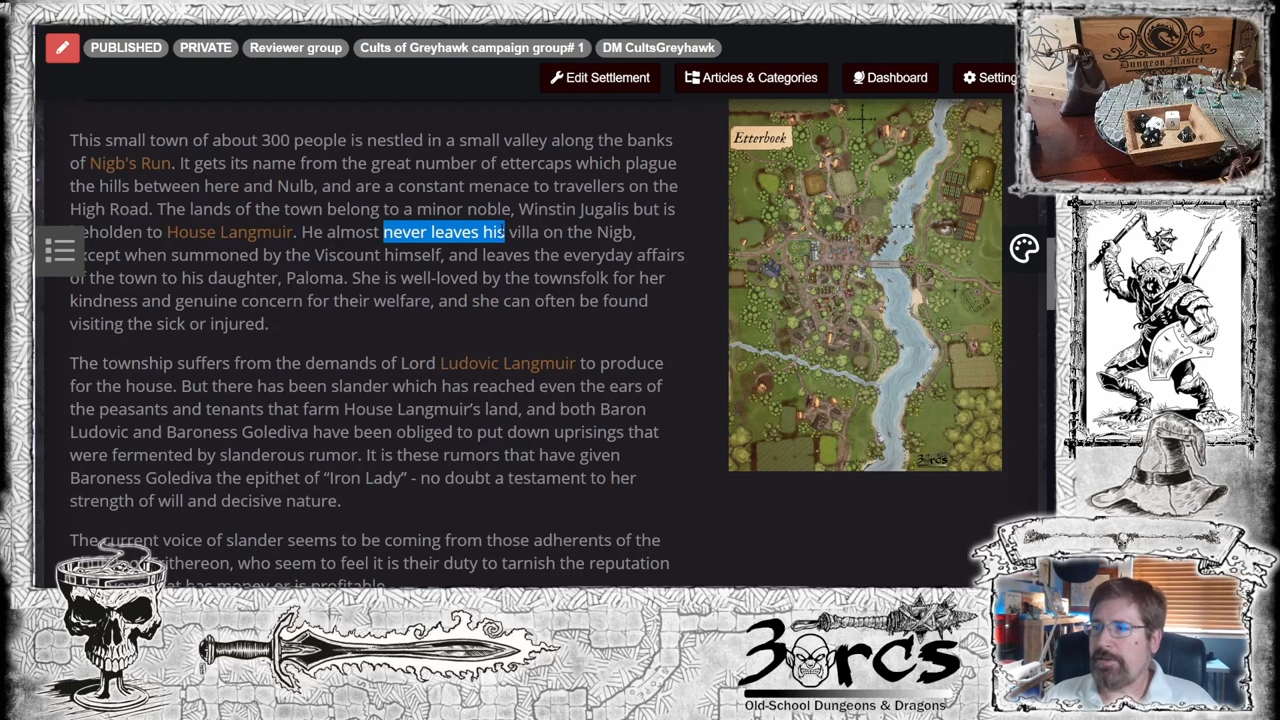 PUBLISHED PRIVATE Reviewer group Cults of Greyhawk campaign group# 1 DM CultsGreyhawk
Edit Settlement Articles & Categories Dashboard Setting
Dungeon Master
Etterboek
This small town of about 300 people is nestled in a small valley along the banks
of Nigb's Run. It gets its name from the great number of ettercaps which plague
the hills between here and Nulb, and are a constant menace to travellers on the
High Road. The lands of the town belong to a minor noble, Winstin Jugalis but is
eholden to House Langmuir. He almost never leaves his villa on the Nigb,
xcept when summoned by the Viscount himself, and leaves the everyday affairs
of the town to his daughter, Paloma. She is well-loved by the townsfolk for her
kindness and genuine concern for their welfare, and she can often be found
visiting the sick or injured.
The township suffers from the demands of Lord Ludovic Langmuir to produce
for the house. But there has been slander which has reached even the ears of
the peasants and tenants that farm House Langmuir’s land, and both Baron
Ludovic and Baroness Golediva have been obliged to put down uprisings that
were fermented by slanderous rumor. It is these rumors that have given
Baroness Golediva the epithet of “Iron Lady” - no doubt a testament to her
strength of will and decisive nature.
The current voice of slander seems to be coming from those adherents of the
ithereon, who seem to feel it is their duty to tarnish the reputation
at has money or is profitable
3orcs
3orcs
Old-School Dungeons & Dragons